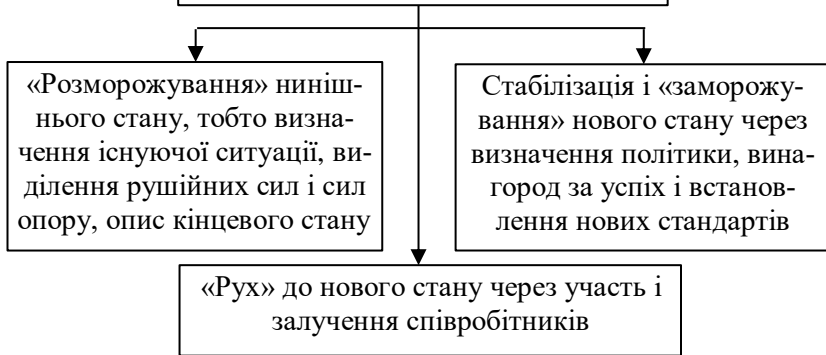 «Розморожування» ниніш-
нього стану, тобто визна-
чення існуючої ситуації, ви-
ділення рушійних сил і сил
опору, опис кінцевого стану
Стабілізація і «заморожу-
вання» нового стану через
визначення політики, вина-
город за успіх і встанов-
лення нових стандартів
«Рух» до нового стану через участь і
залучення співробітників